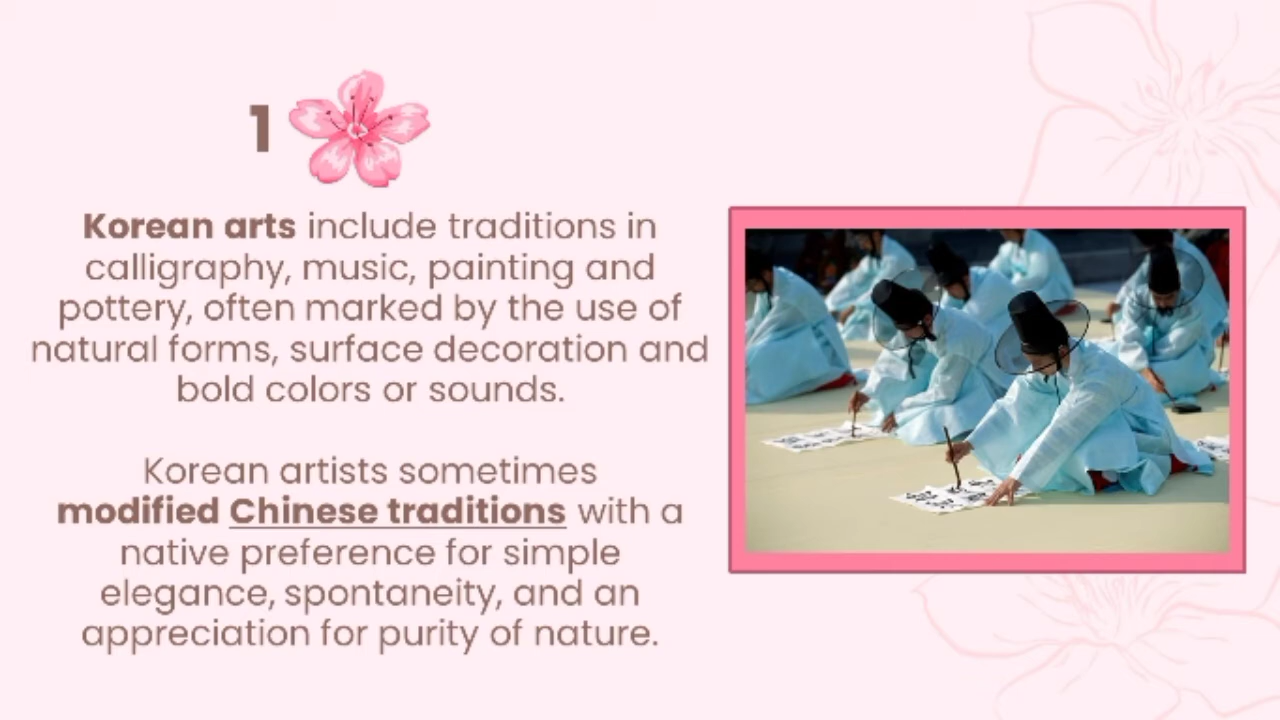 1
Korean arts include traditions in
calligraphy, music, painting and
pottery, often marked by the use of
natural forms, surface decoration and
bold colors or sounds.
Korean artists sometimes
modified Chinese traditions with a
native preference for simple
elegance, spontaneity, and an
appreciation for purity of nature.